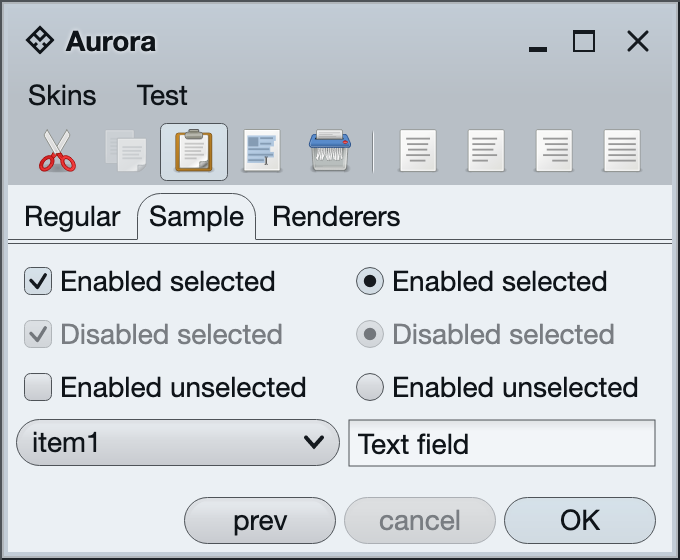 Aurora
Skins Test
Regular Sample Renderers
Enabled selected Enabled selected
Disabled selected Disabled selected
Enabled unselected Enabled unselected
item1 Text field
prev cancel OK